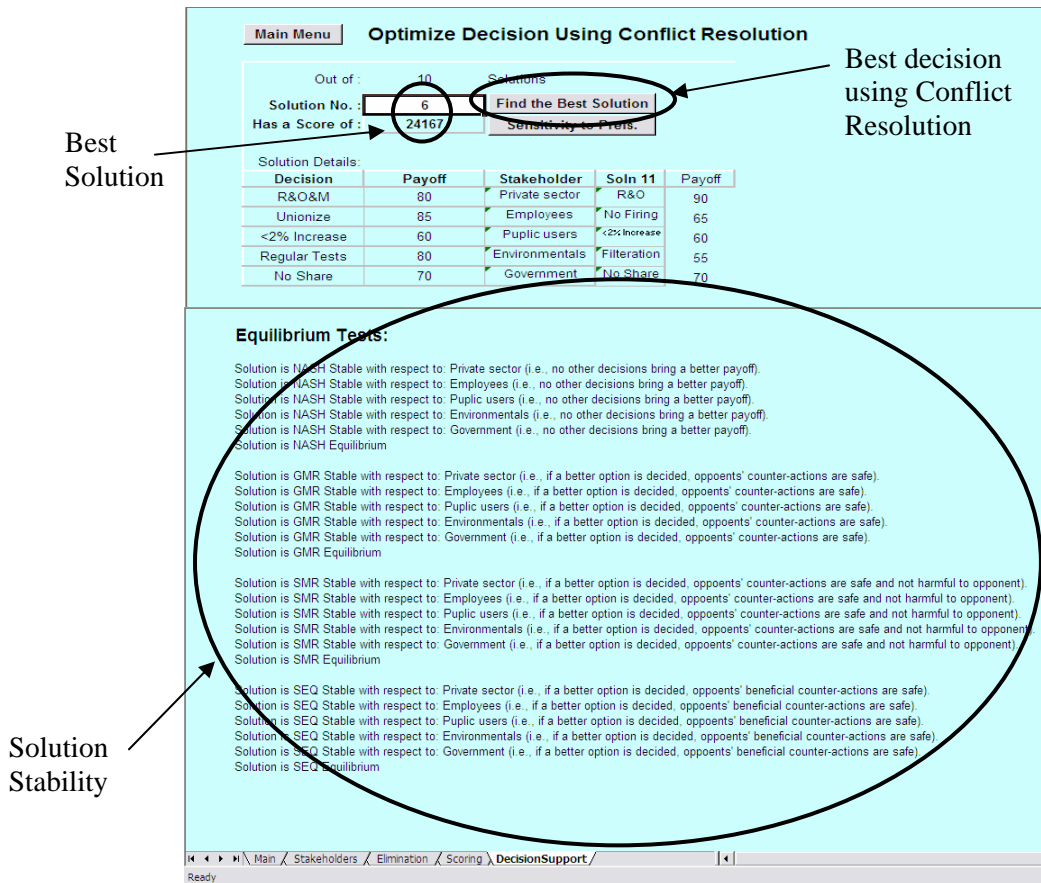 Main Menu Optimize Decision Using Conflict Resolution
Out of : 10 Solutions
Solution No. : 6 Find the Best Solution
Has a Score of : 24167 Sensitivity to Prefs.
Best decision
using Conflict
Resolution
Best
Solution
Solution Details:
Decision Payoff Stakeholder Soln 11 Payoff
R&O&M 80 Private sector R&O 90
Unionize 85 Employees No Firing 65
<2% Increase 60 Puplic users <2% Increase 60
Regular Tests 80 Environmentals Filteration 55
No Share 70 Government No Share 70
Equilibrium Tests:
Solution is NASH Stable with respect to: Private sector (i.e., no other decisions bring a better payoff).
Solution is NASH Stable with respect to: Employees (i.e., no other decisions bring a better payoff).
Solution is NASH Stable with respect to: Puplic users (i.e., no other decisions bring a better payoff).
Solution is NASH Stable with respect to: Environmentals (i.e., no other decisions bring a better payoff).
Solution is NASH Stable with respect to: Government (i.e., no other decisions bring a better payoff).
Solution is NASH Equilibrium
Solution is GMR Stable with respect to: Private sector (i.e., if a better option is decided, oppoents' counter-actions are safe).
Solution is GMR Stable with respect to: Employees (i.e., if a better option is decided, oppoents' counter-actions are safe).
Solution is GMR Stable with respect to: Puplic users (i.e., if a better option is decided, oppoents' counter-actions are safe).
Solution is GMR Stable with respect to: Environmentals (i.e., if a better option is decided, oppoents' counter-actions are safe).
Solution is GMR Stable with respect to: Government (i.e., if a better option is decided, oppoents' counter-actions are safe).
Solution is GMR Equilibrium
Solution is SMR Stable with respect to: Private sector (i.e., if a better option is decided, oppoents' counter-actions are safe and not harmful to opponent).
Solution is SMR Stable with respect to: Employees (i.e., if a better option is decided, oppoents' counter-actions are safe and not harmful to opponent).
Solution is SMR Stable with respect to: Puplic users (i.e., if a better option is decided, oppoents' counter-actions are safe and not harmful to opponent).
Solution is SMR Stable with respect to: Environmentals (i.e., if a better option is decided, oppoents' counter-actions are safe and not harmful to opponent).
Solution is SMR Stable with respect to: Government (i.e., if a better option is decided, oppoents' counter-actions are safe and not harmful to opponent).
Solution is SMR Equilibrium
Solution is SEQ Stable with respect to: Private sector (i.e., if a better option is decided, oppoents' beneficial counter-actions are safe).
Solution is SEQ Stable with respect to: Employees (i.e., if a better option is decided, oppoents' beneficial counter-actions are safe).
Solution is SEQ Stable with respect to: Puplic users (i.e., if a better option is decided, oppoents' beneficial counter-actions are safe).
Solution is SEQ Stable with respect to: Environmentals (i.e., if a better option is decided, oppoents' beneficial counter-actions are safe).
Solution is SEQ Stable with respect to: Government (i.e., if a better option is decided, oppoents' beneficial counter-actions are safe).
Solution is SEQ Equilibrium
Solution
Stability
Main Stakeholders Elimination Scoring DecisionSupport
Ready